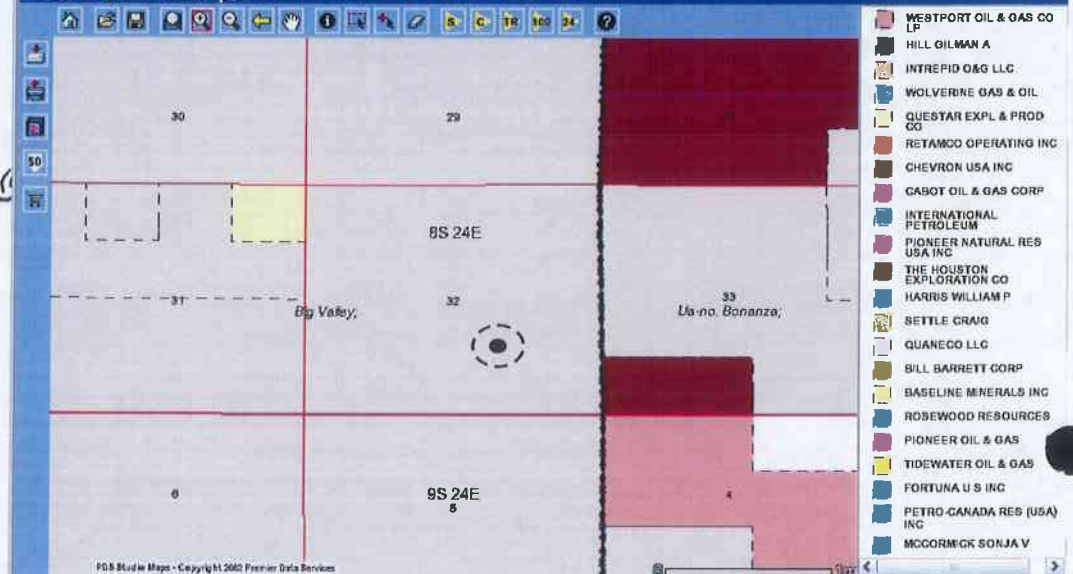 S
C
TR
100
24
?
50
30
29
8S 24E
31
32
33
Big Valley;
Ua-no. Bonanza;
6
9S 24E
5
4
PDS Studio Maps - Copyright 2002 Premier Data Services
WESTPORT OIL & GAS CO
LP
HILL GILMAN A
INTREPID O&G LLC
WOLVERINE GAS & OIL
QUESTAR EXPL & PROD
CO
RETAMCO OPERATING INC
CHEVRON USA INC
CABOT OIL & GAS CORP
INTERNATIONAL
PETROLEUM
PIONEER NATURAL RES
USA INC
THE HOUSTON
EXPLORATION CO
HARRIS WILLIAM P
SETTLE CRAIG
QUANECO LLC
BILL BARRETT CORP
BASELINE MINERALS INC
ROSEWOOD RESOURCES
PIONEER OIL & GAS
TIDEWATER OIL & GAS
FORTUNA U S INC
PETRO-CANADA RES (USA)
INC
MCCORMICK SONJA V